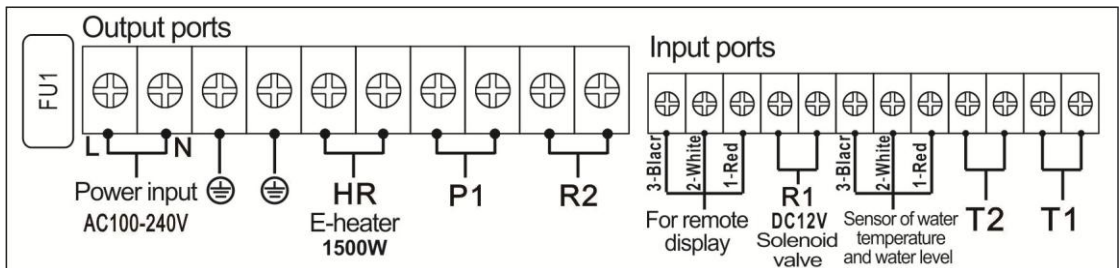 Output ports
FU1
L N
Power input
AC100-240V
HR
E-heater
1500W
P1
R2
Input ports
3-Blacr
2-White
1-Red
For remote
display
R1
DC12V
Solenoid
valve
3-Blacr
2-White
1-Red
Sensor of water
temperature
and water level
T2
T1